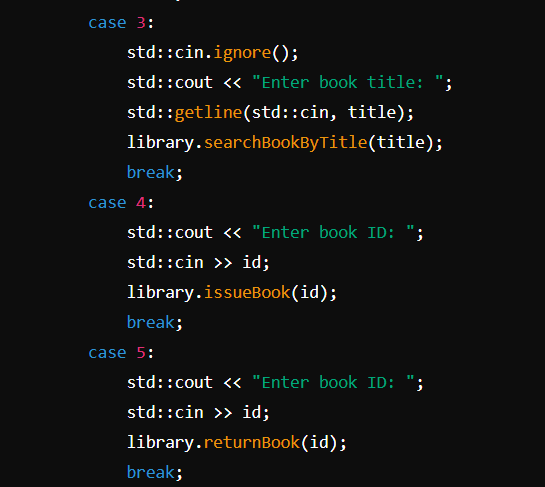 case 3:
    std::cin.ignore();
    std::cout << "Enter book title: ";
    std::getline(std::cin, title);
    library.searchBookByTitle(title);
    break;
case 4:
    std::cout << "Enter book ID: ";
    std::cin >> id;
    library.issueBook(id);
    break;
case 5:
    std::cout << "Enter book ID: ";
    std::cin >> id;
    library.returnBook(id);
    break;